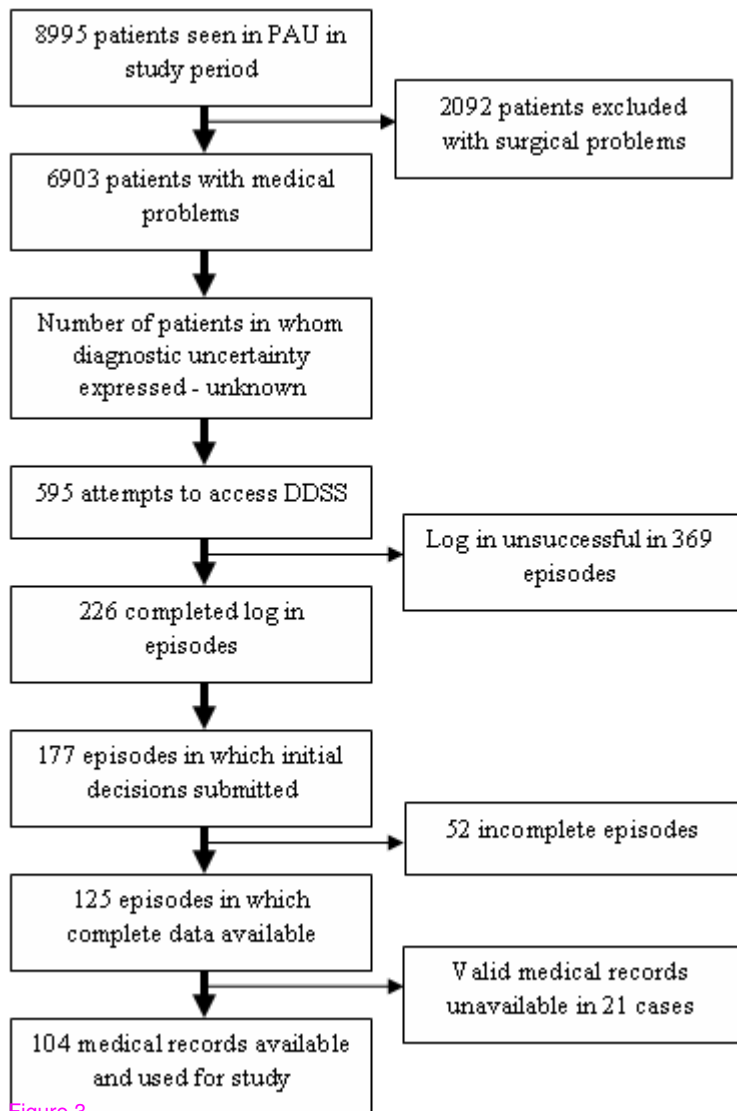 8995 patients seen in PAU in
study period
2092 patients excluded
with surgical problems
6903 patients with medical
problems
Number of patients in whom
diagnostic uncertainty
expressed - unknown
595 attempts to access DDSS
Log in unsuccessful in 369
episodes
226 completed log in
episodes
177 episodes in which initial
decisions submitted
52 incomplete episodes
125 episodes in which
complete data available
Valid medical records
unavailable in 21 cases
104 medical records available
and used for study
Figure 3